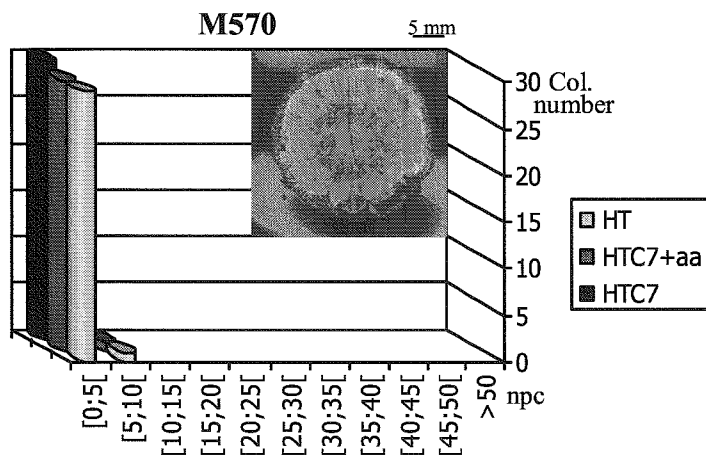 M570
5 mm
30
Col.
number
25
20
15
10
5
0
HT
HTC7+aa
HTC7
[0;5[
[5;10[
[10;15[
[15;20[
[20;25[
[25;30[
[30;35[
[35;40[
[40;45[
[45;50[
> 50
npc